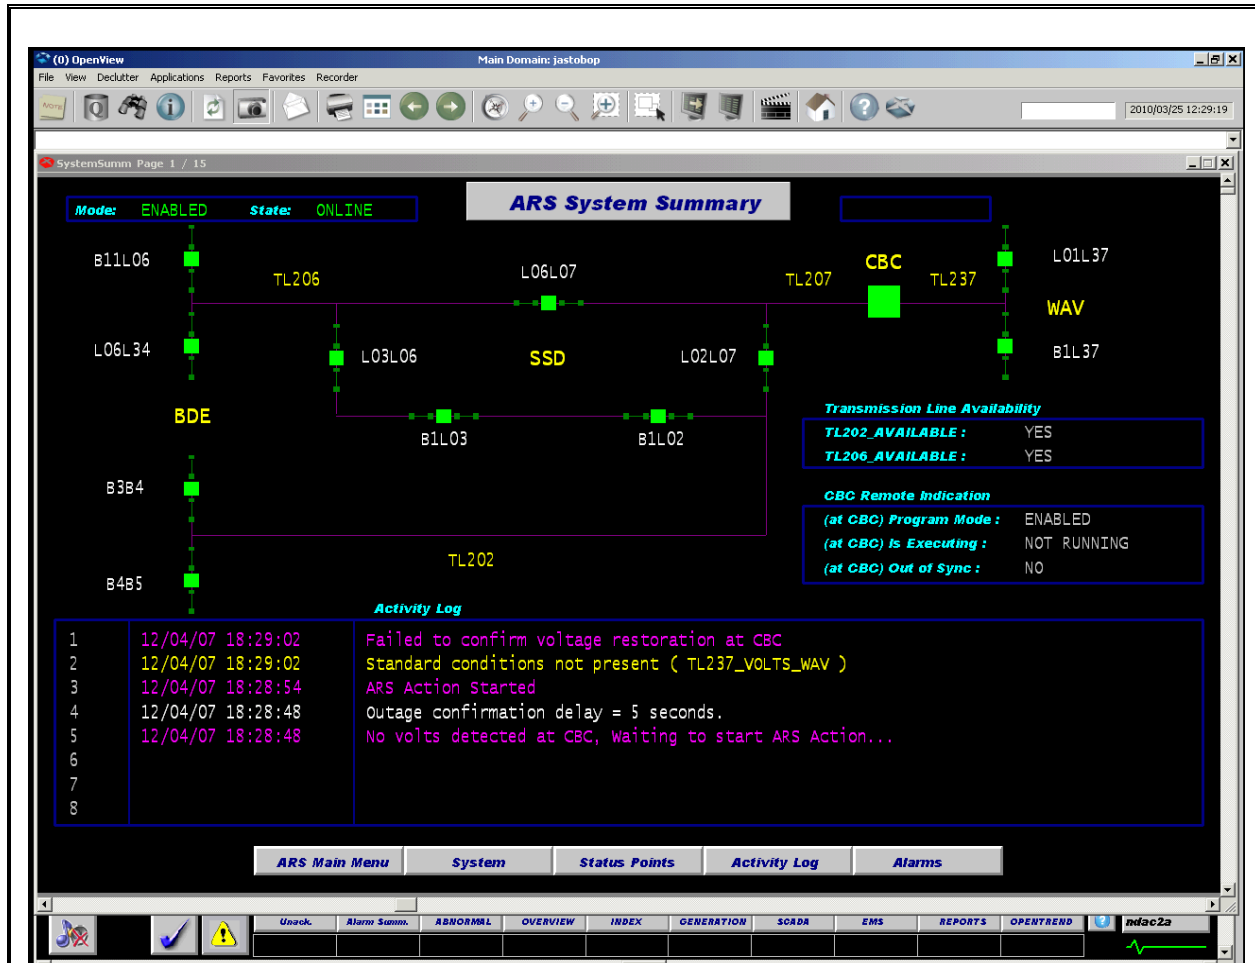 (0) OpenView
Main Domain: jastobop
File View Declutter Applications Reports Favorites Recorder
2010/03/25 12:29:19
SystemSumm Page 1 / 15
Mode: ENABLED State: ONLINE
ARS System Summary
B11L06
TL206
L06L07
TL207
CBC
TL237
L01L37
WAV
L06L34
L03L06
SSD
L02L07
B1L37
BDE
B1L03
B1L02
Transmission Line Availability
TL202_AVAILABLE : YES
TL206_AVAILABLE : YES
B3B4
CBC Remote Indication
(at CBC) Program Mode : ENABLED
(at CBC) Is Executing : NOT RUNNING
(at CBC) Out of Sync : NO
TL202
B4B5
Activity Log
1 12/04/07 18:29:02 Failed to confirm voltage restoration at CBC
2 12/04/07 18:29:02 Standard conditions not present ( TL237_VOLTS_WAV )
3 12/04/07 18:28:54 ARS Action Started
4 12/04/07 18:28:48 Outage confirmation delay = 5 seconds.
5 12/04/07 18:28:48 No volts detected at CBC, Waiting to start ARS Action...
6
7
8
ARS Main Menu System Status Points Activity Log Alarms
Unack. Alarm Summ. ABNORMAL OVERVIEW INDEX GENERATION SCADA EMS REPORTS OPENTREND ndac2a